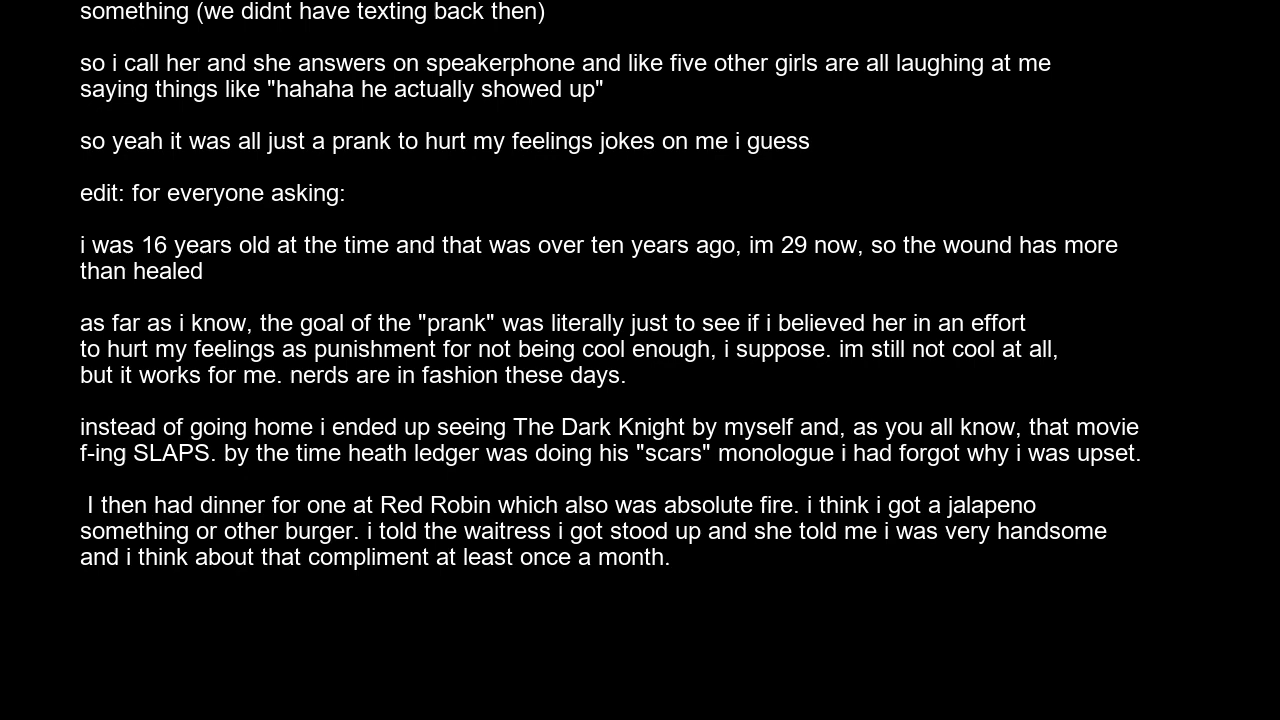 something (we didnt have texting back then)
so i call her and she answers on speakerphone and like five other girls are all laughing at me
saying things like "hahaha he actually showed up"
so yeah it was all just a prank to hurt my feelings jokes on me i guess
edit: for everyone asking:
i was 16 years old at the time and that was over ten years ago, im 29 now, so the wound has more
than healed
as far as i know, the goal of the "prank" was literally just to see if i believed her in an effort
to hurt my feelings as punishment for not being cool enough, i suppose. im still not cool at all,
but it works for me. nerds are in fashion these days.
instead of going home i ended up seeing The Dark Knight by myself and, as you all know, that movie
f-ing SLAPS. by the time heath ledger was doing his "scars" monologue i had forgot why i was upset.
I then had dinner for one at Red Robin which also was absolute fire. i think i got a jalapeno
something or other burger. i told the waitress i got stood up and she told me i was very handsome
and i think about that compliment at least once a month.